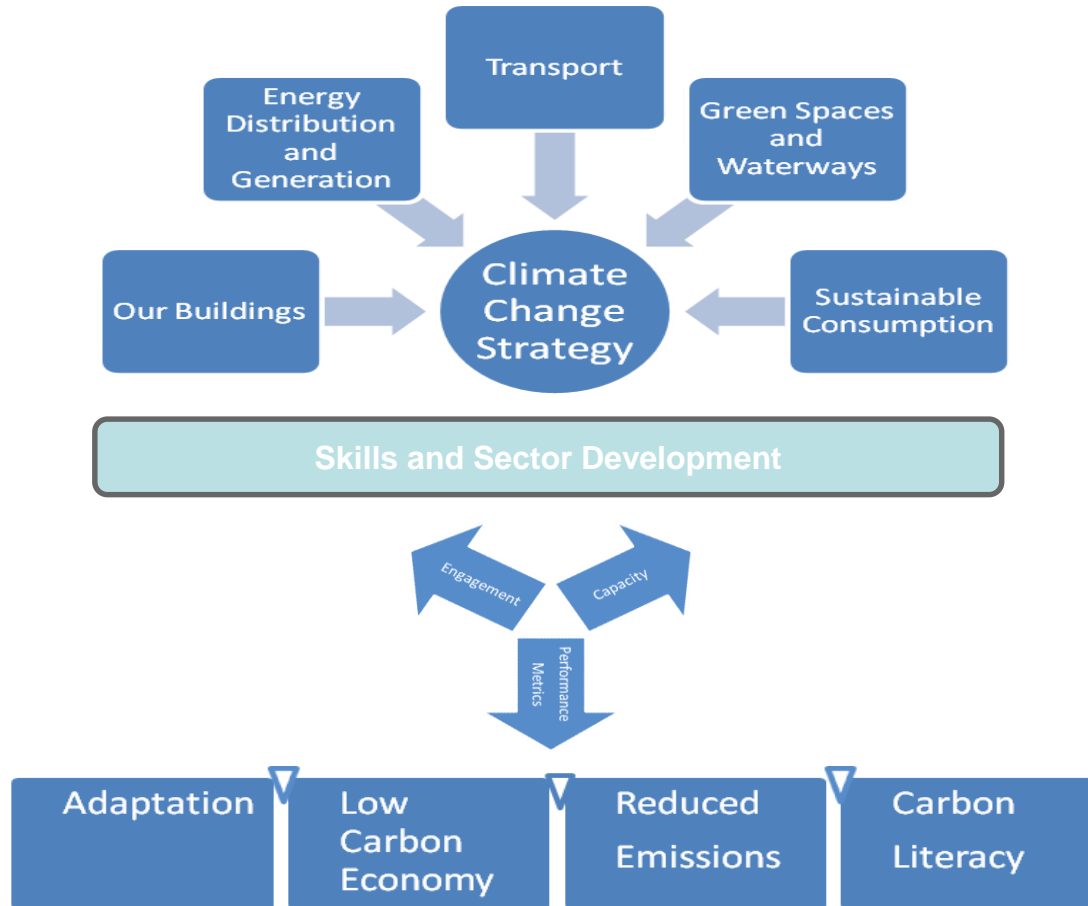 Transport
Energy
Distribution
and
Generation
Green Spaces
and
Waterways
Our Buildings
Climate
Change
Strategy
Sustainable
Consumption
Skills and Sector Development
Engagement
Capacity
Performance
Metrics
Adaptation
Low
Carbon
Economy
Reduced
Emissions
Carbon
Literacy